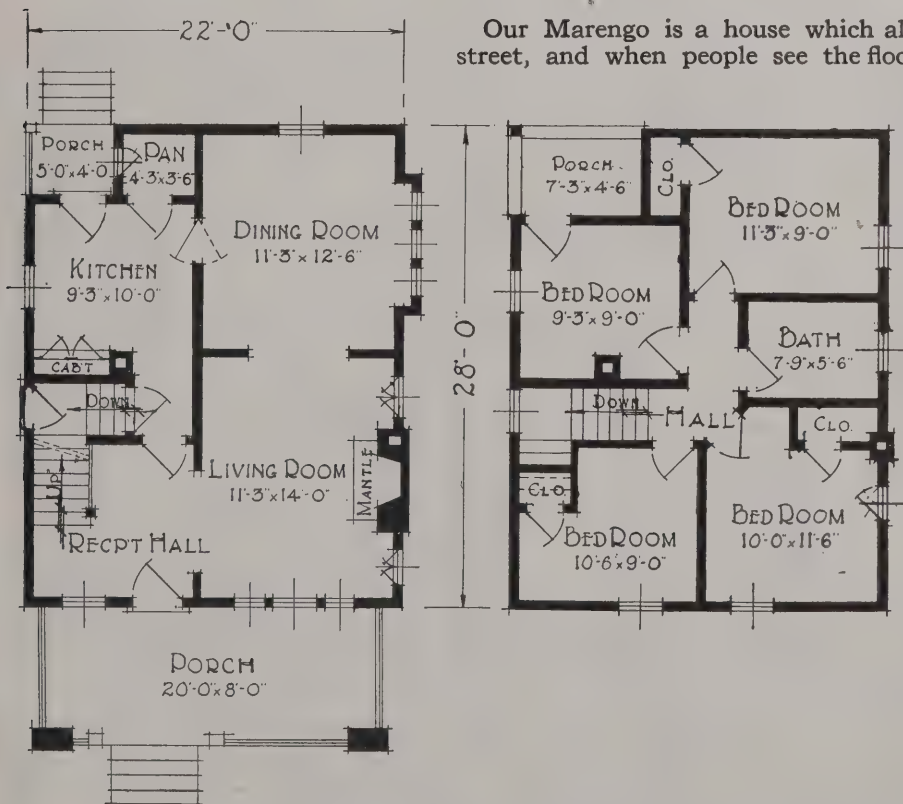 Our Marengo is a house which al
street, and when people see the floo
22'-0"
PORCH
5'-0"x4'-0
PAN
4-3"x3-6"
DINING ROOM
11'-3"x12'-6"
KITCHEN
9'-3"x10'-0"
CAB'T
DOWN
UP
LIVING ROOM
11'-3"x14'-0"
MANTLE
RECPT HALL
PORCH
20'-0"x8'-0"
28'-0"
PORCH
7'-3"x4'-6"
CLO.
BED ROOM
11'-3"x9'-0"
BED ROOM
9'-3"x9'-0"
BATH
7'-9"x5'-6"
DOWN
HALL
CLO.
CLO
BED ROOM
10'-6"x9'-0"
BED ROOM
10'-0"x11'-6"